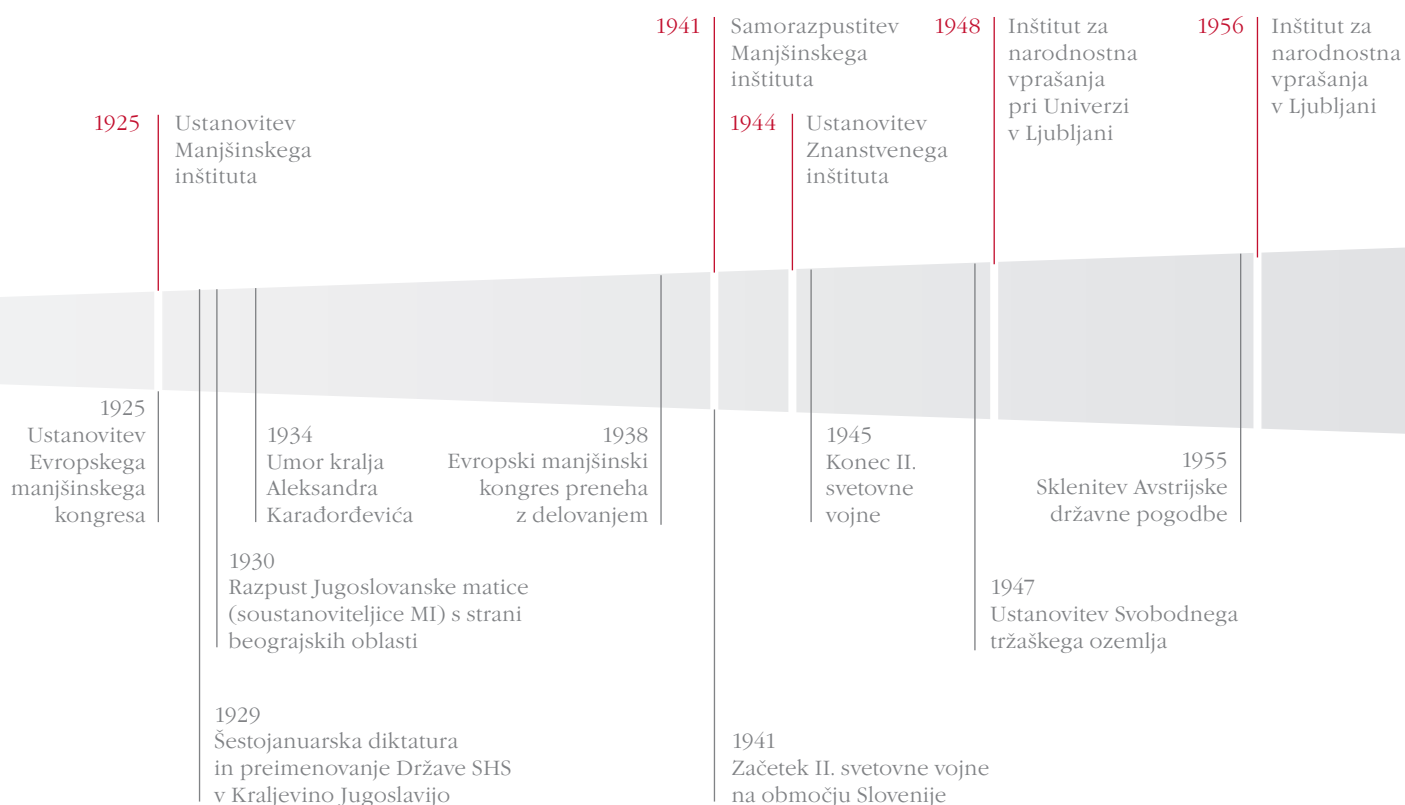 1941
Samorazpustitev
Manjšinskega
inštituta
1948
Inštitut za
narodnostna
vprašanja
pri Univerzi
v Ljubljani
1956
Inštitut za
narodnostna
vprašanja
v Ljubljani
1925
Ustanovitev
Manjšinskega
inštituta
1944
Ustanovitev
Znanstvenega
inštituta
1925
Ustanovitev
Evropskega
manjšinskega
kongresa
1934
Umor kralja
Aleksandra
Karađorđevića
1938
Evropski manjšinski
kongres preneha
z delovanjem
1945
Konec II.
svetovne
vojne
1955
Sklenitev Avstrijske
državne pogodbe
1930
Razpust Jugoslovanske matice
(soustanoviteljice MI) s strani
beograjskih oblasti
1947
Ustanovitev Svobodnega
tržaškega ozemlja
1929
Šestojanuarska diktatura
in preimenovanje Države SHS
v Kraljevino Jugoslavijo
1941
Začetek II. svetovne vojne
na območju Slovenije